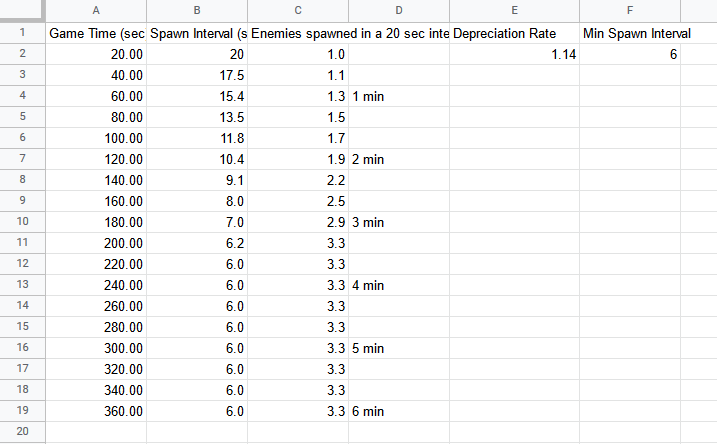 A B C D E F
1 Game Time (sec Spawn Interval (s Enemies spawned in a 20 sec inte Depreciation Rate Min Spawn Interval
2 20.00 20 1.0 1.14 6
3 40.00 17.5 1.1
4 60.00 15.4 1.3 1 min
5 80.00 13.5 1.5
6 100.00 11.8 1.7
7 120.00 10.4 1.9 2 min
8 140.00 9.1 2.2
9 160.00 8.0 2.5
10 180.00 7.0 2.9 3 min
11 200.00 6.2 3.3
12 220.00 6.0 3.3
13 240.00 6.0 3.3 4 min
14 260.00 6.0 3.3
15 280.00 6.0 3.3
16 300.00 6.0 3.3 5 min
17 320.00 6.0 3.3
18 340.00 6.0 3.3
19 360.00 6.0 3.3 6 min
20